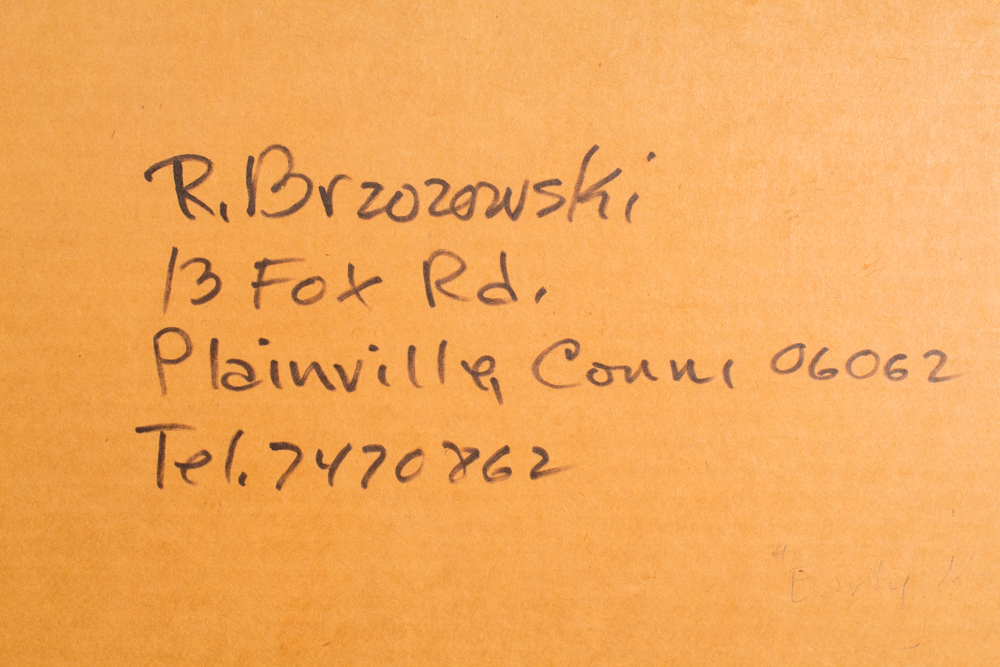 R. Brzozowski
13 Fox Rd.
Plainville, Conn. 06062
Tel. 7470862